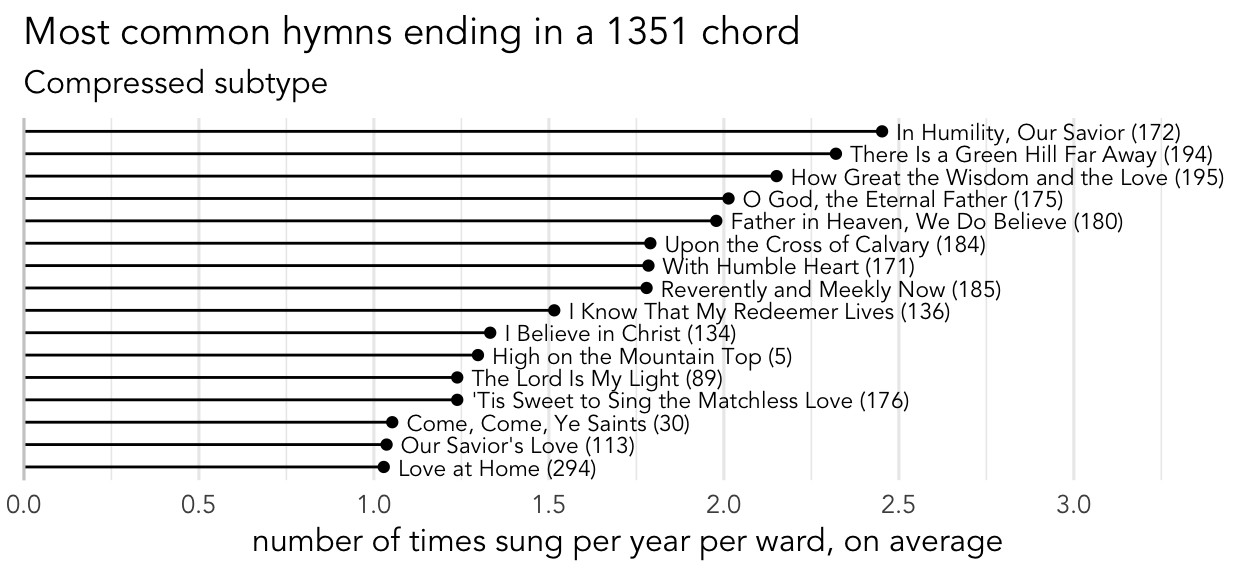 Most common hymns ending in a 1351 chord
Compressed subtype
In Humility, Our Savior (172)
There Is a Green Hill Far Away (194)
How Great the Wisdom and the Love (195)
O God, the Eternal Father (175)
Father in Heaven, We Do Believe (180)
Upon the Cross of Calvary (184)
With Humble Heart (171)
Reverently and Meekly Now (185)
I Know That My Redeemer Lives (136)
I Believe in Christ (134)
High on the Mountain Top (5)
The Lord Is My Light (89)
'Tis Sweet to Sing the Matchless Love (176)
Come, Come, Ye Saints (30)
Our Savior's Love (113)
Love at Home (294)
0.0 0.5 1.0 1.5 2.0 2.5 3.0
number of times sung per year per ward, on average